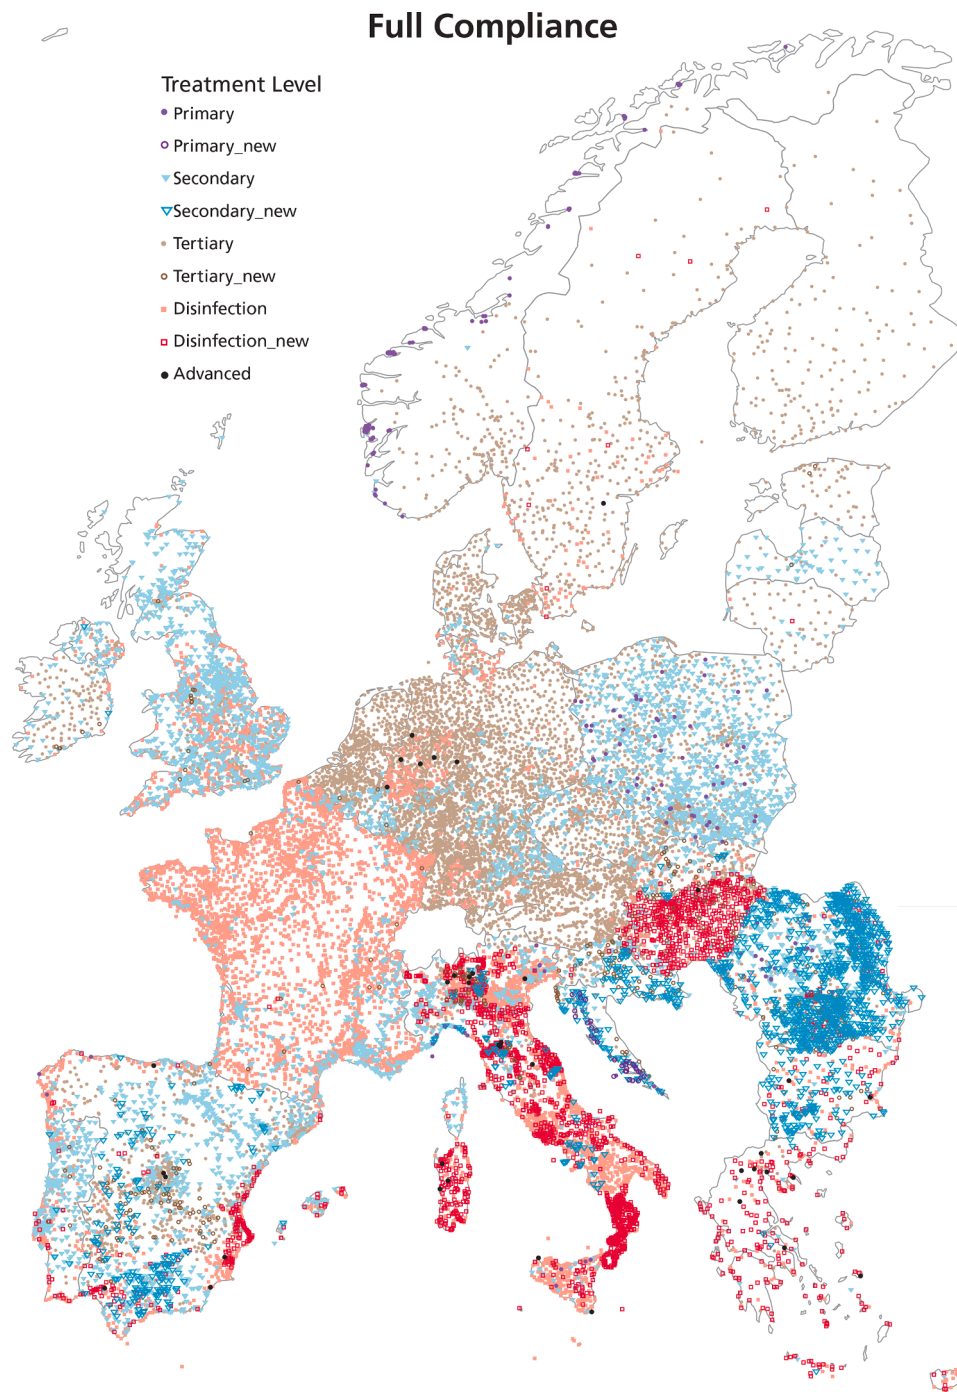 Full Compliance
Treatment Level
Primary
Primary_new
Secondary
Secondary_new
Tertiary
Tertiary_new
Disinfection
Disinfection_new
Advanced